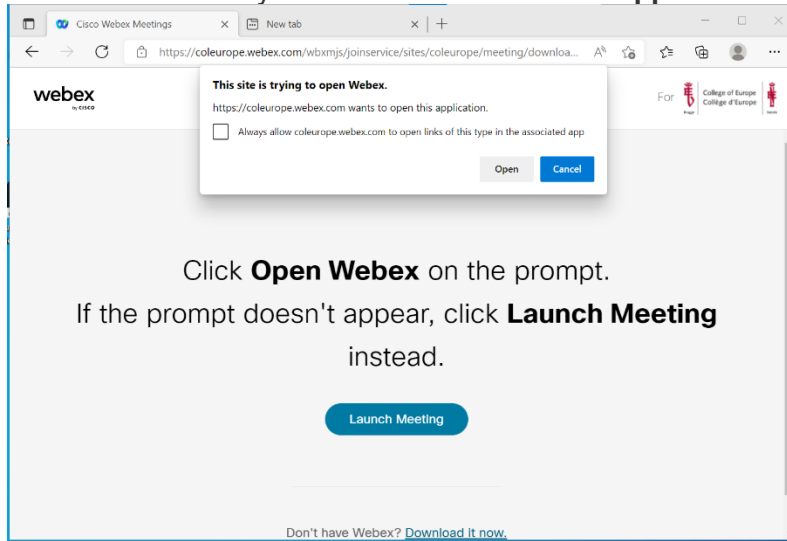 Cisco Webex Meetings
New tab
https://coleurope.webex.com/wbxmjs/joinservice/sites/coleurope/meeting/downloa...
webex
by CISCO
For
College of Europe
Collège d'Europe
This site is trying to open Webex.
https://coleurope.webex.com wants to open this application.
Always allow coleurope.webex.com to open links of this type in the associated app
Open Cancel
Click Open Webex on the prompt.
If the prompt doesn't appear, click Launch Meeting
instead.
Launch Meeting
Don't have Webex? Download it now.